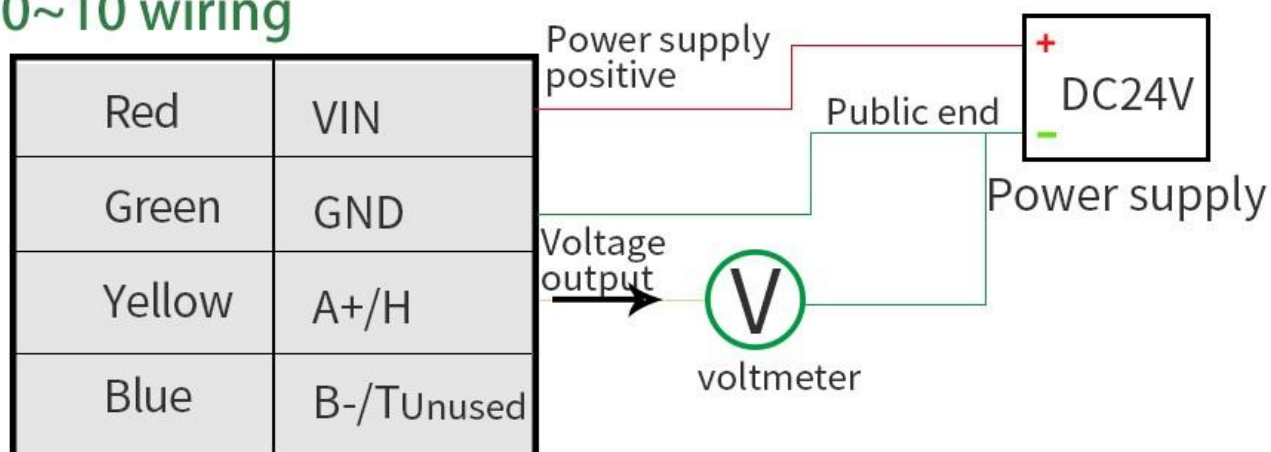 0~10 wiring
Power supply
positive
+
DC24V
Public end
-
Power supply
Red VIN
Green GND
Voltage
output
Yellow A+/H
V
voltmeter
Blue B-/TUnused